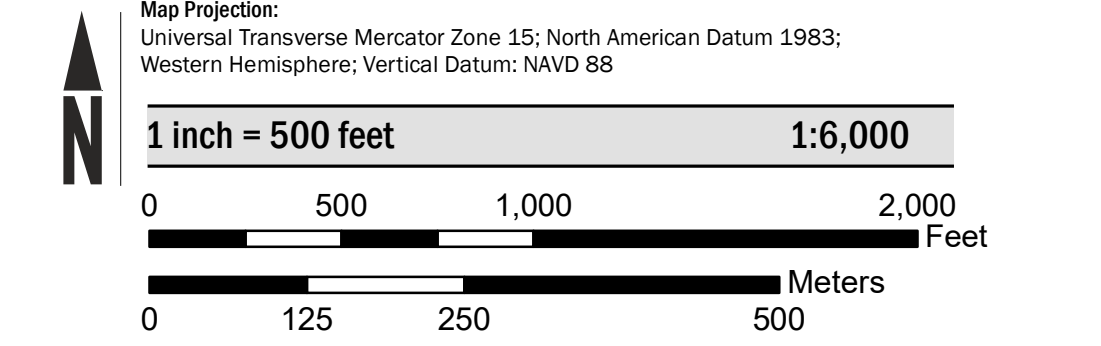 Map Projection:
Universal Transverse Mercator Zone 15; North American Datum 1983;
Western Hemisphere; Vertical Datum: NAVD 88
N
1 inch = 500 feet 1:6,000
0 500 1,000 2,000
Feet
Meters
0 125 250 500